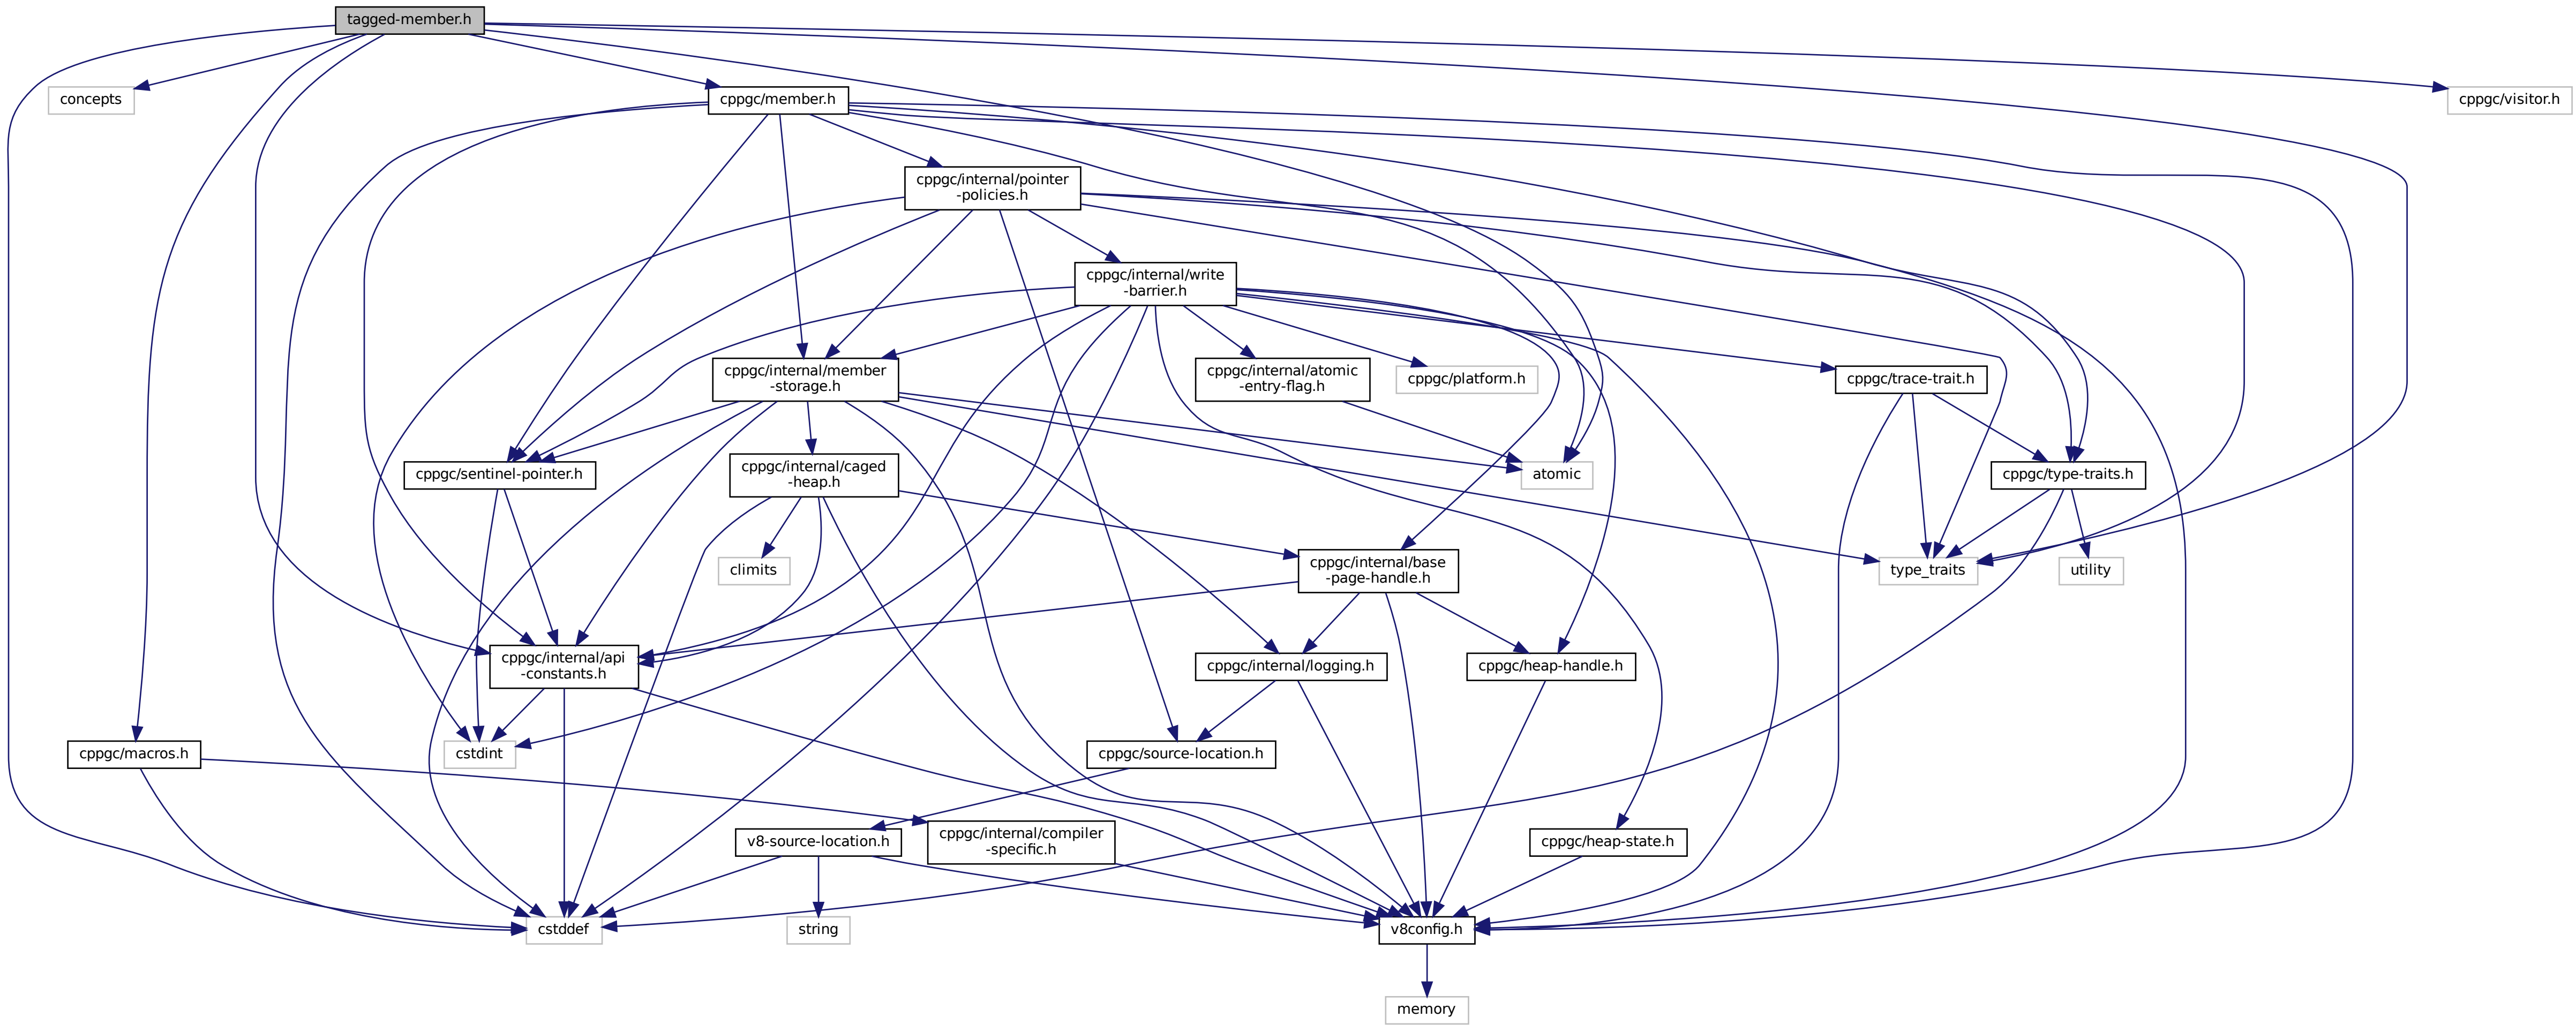 tagged-member.h
concepts
cppgc/member.h
cppgc/visitor.h
cppgc/internal/pointer
-policies.h
cppgc/internal/write
-barrier.h
cppgc/internal/member
-storage.h
cppgc/internal/atomic
-entry-flag.h
cppgc/platform.h
cppgc/trace-trait.h
cppgc/sentinel-pointer.h
cppgc/internal/caged
-heap.h
atomic
cppgc/type-traits.h
climits
cppgc/internal/base
-page-handle.h
type_traits
utility
cppgc/internal/api
-constants.h
cppgc/internal/logging.h
cppgc/heap-handle.h
cppgc/macros.h
cstdint
cppgc/source-location.h
v8-source-location.h
cppgc/internal/compiler
-specific.h
cppgc/heap-state.h
cstddef
string
v8config.h
memory